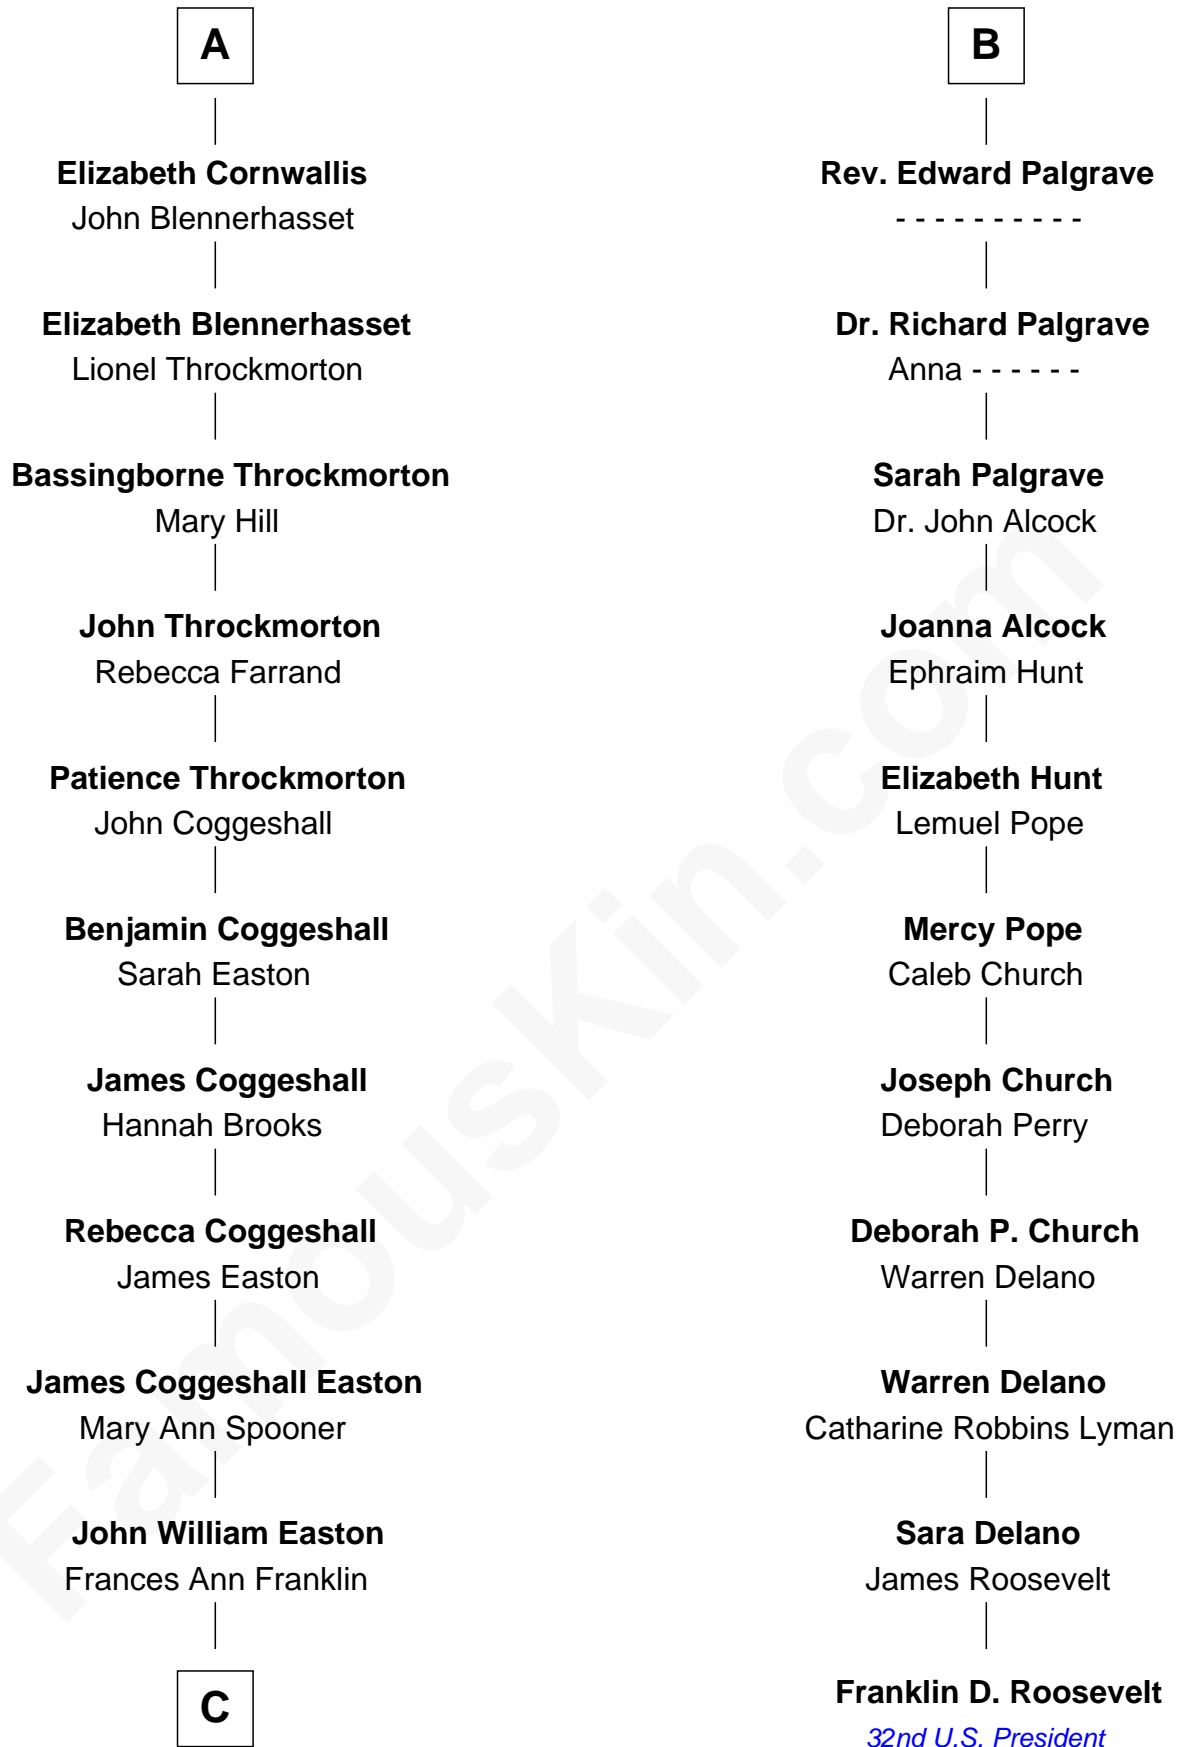 A
Elizabeth Cornwallis
John Blennerhasset
Elizabeth Blennerhasset
Lionel Throckmorton
Bassingborne Throckmorton
Mary Hill
John Throckmorton
Rebecca Farrand
Patience Throckmorton
John Coggeshall
Benjamin Coggeshall
Sarah Easton
James Coggeshall
Hannah Brooks
Rebecca Coggeshall
James Easton
James Coggeshall Easton
Mary Ann Spooner
John William Easton
Frances Ann Franklin
C
B
Rev. Edward Palgrave
- - - - - - - - - -
Dr. Richard Palgrave
Anna - - - - - -
Sarah Palgrave
Dr. John Alcock
Joanna Alcock
Ephraim Hunt
Elizabeth Hunt
Lemuel Pope
Mercy Pope
Caleb Church
Joseph Church
Deborah Perry
Deborah P. Church
Warren Delano
Warren Delano
Catharine Robbins Lyman
Sara Delano
James Roosevelt
Franklin D. Roosevelt
32nd U.S. President
FamousKin.com